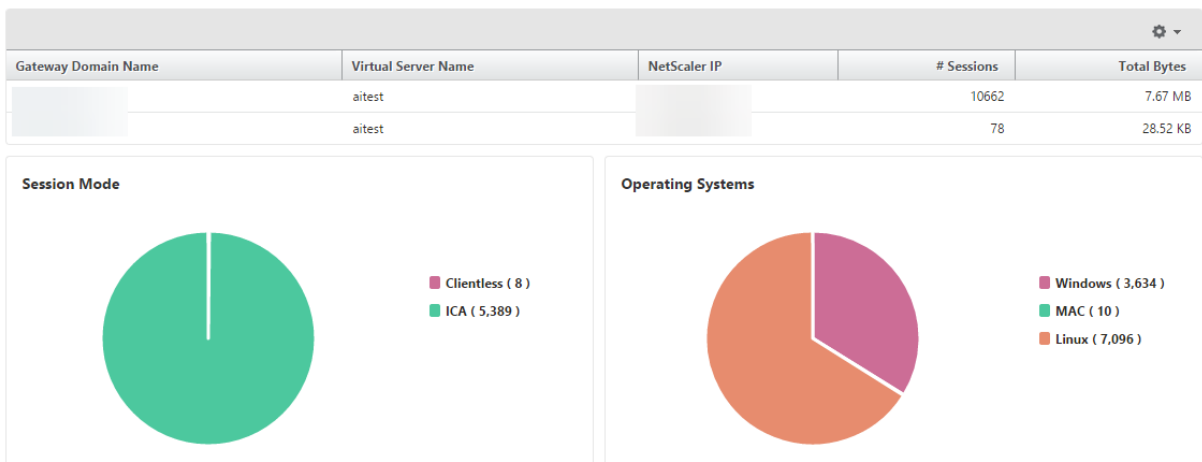 Gateway Domain Name Virtual Server Name NetScaler IP # Sessions Total Bytes
aitest 10662 7.67 MB
aitest 78 28.52 KB
Session Mode
Clientless ( 8 )
ICA ( 5,389 )
Operating Systems
Windows ( 3,634 )
MAC ( 10 )
Linux ( 7,096 )